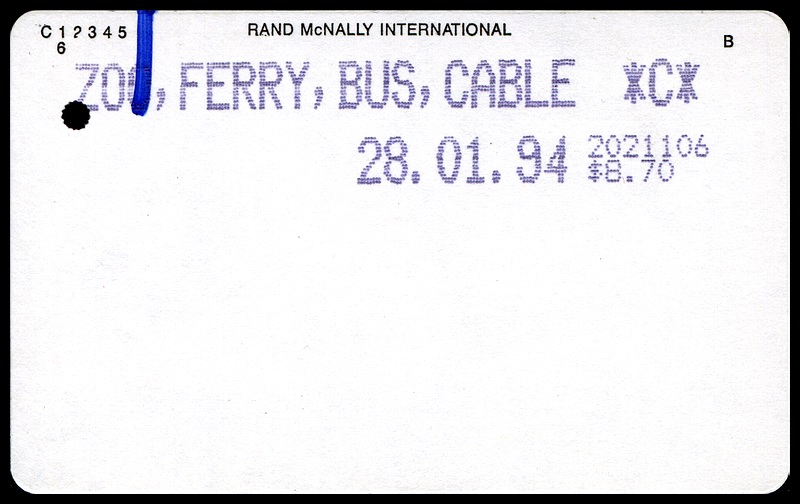 C 1 2 3 4 5 RAND McNALLY INTERNATIONAL B
6
ZOO, FERRY, BUS, CABLE *C*
28. 01. 94 2021106
$8.70